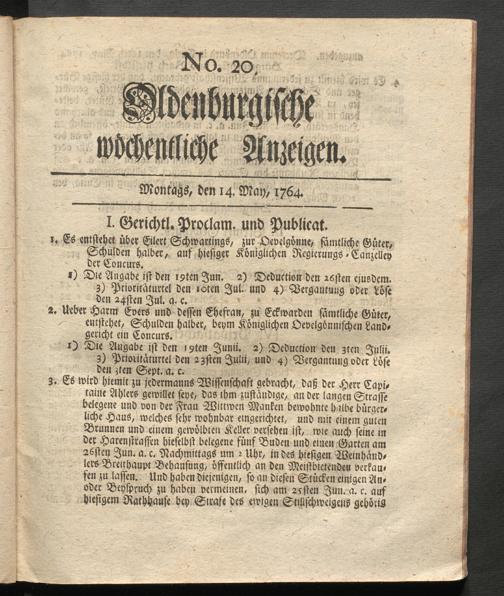 No. 20,
Oldenburgische
wöchentliche Anzeigen.
Montags, den 14. May, 1764.
I. Gerichtl. Proclam. und Publicat.
1. Es entstehet über Eilert Schwartings, zur Oevelgönne, sämtliche Güter,
Schulden halber, auf hiesiger Königlichen Regierungs-Canzelley
der Concurs.
1) Die Angabe ist den 19ten Jun. 2) Deduction den 26sten ejusdem.
3) Prioritäturtel den 10ten Jul. und 4) Vergantung oder Löse
den 24sten Jul. a. c.
2. Ueber Harm Evers und dessen Ehefrau, zu Eckwarden sämtliche Güter,
entstehet, Schulden halber, beym Königlichen Oevelgönnischen Land-
gericht ein Concurs.
1) Die Angabe ist den 19ten Junii. 2) Deduction den 3ten Julii.
3) Prioritäturtel den 23sten Julii, und 4) Vergantung oder Löse
den 3ten Sept. a. c.
3. Es wird hiemit zu jedermanns Wissenschaft gebracht, daß der Herr Capi-
taine Ahlers gewillet seye, das ihm zuständige, an der langen Strasse
belegene und von der Frau Wittwen Manken bewohnte halbe bürger-
liche Haus, welches sehr wohnbar eingerichtet, und mit einem guten
Brunnen und einem gewölbten Keller versehen ist, wie auch seine in
der Harenstrassen hieselbst belegene fünf Buden und einen Garten am
26sten Jun. a. c. Nachmittags um 2 Uhr, in des hiesigen Weinhänd-
lers Breithaupt Behausung, öffentlich an den Meistbietenden verkau-
fen zu lassen. Und haben diejenigen, so an diesen Stücken einigen An-
oder Beyspruch zu haben vermeinen, sich am 25sten Jun. a. c. auf
hiesigem Rathhause bey Strafe des ewigen Stillschweigens gehörig